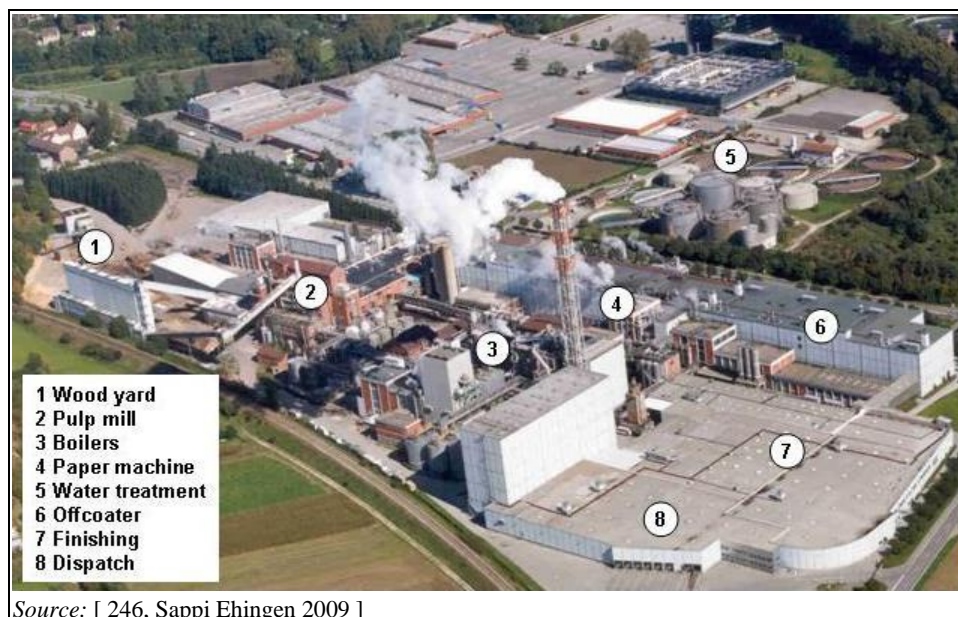 1
2
3
4
5
6
7
8
1 Wood yard
2 Pulp mill
3 Boilers
4 Paper machine
5 Water treatment
6 Offcoater
7 Finishing
8 Dispatch
Source: [ 246, Sappi Ehingen 2009 ]